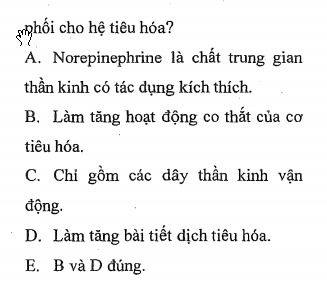 phối cho hệ tiêu hóa?
A. Norepinephrine là chất trung gian
thần kinh có tác dụng kích thích.
B. Làm tăng hoạt động co thắt của cơ
tiêu hóa.
C. Chỉ gồm các dây thần kinh vận
động.
D. Làm tăng bài tiết dịch tiêu hóa.
E. B và D đúng.